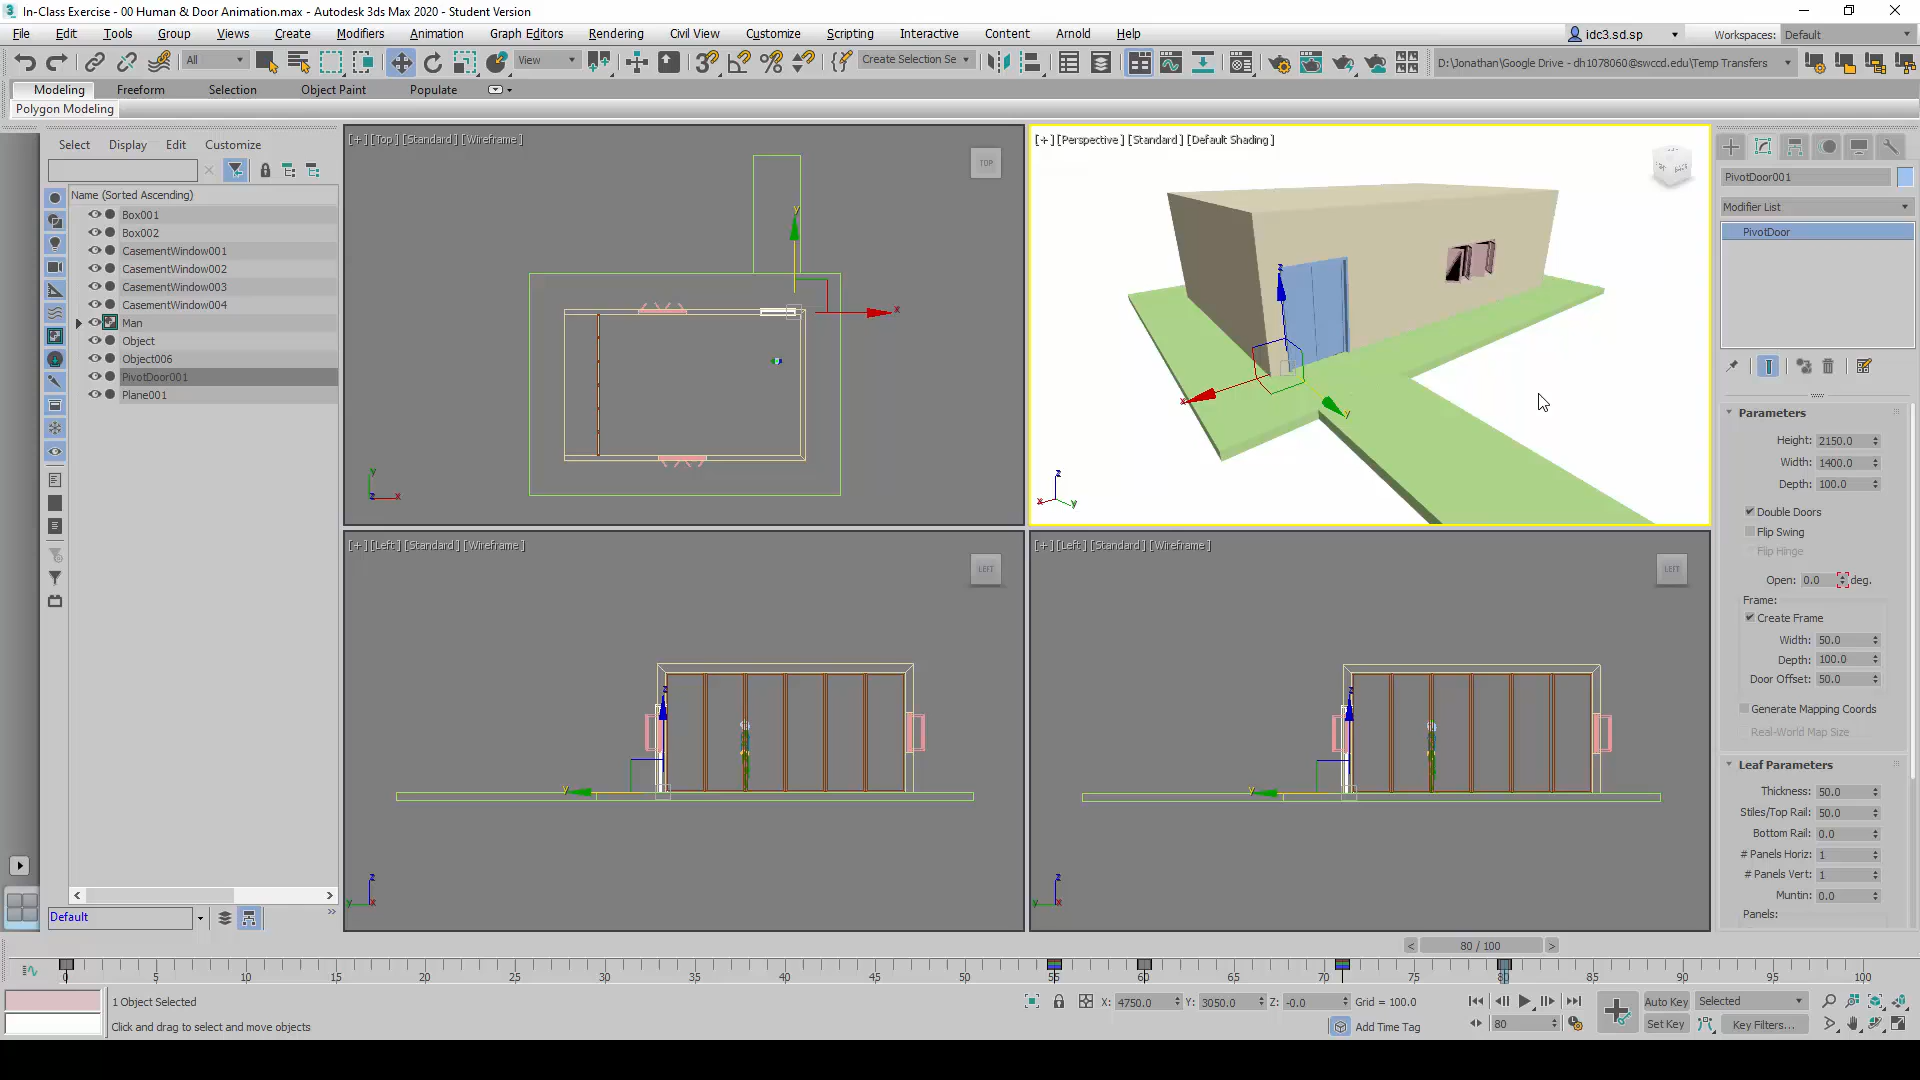 In-Class Exercise - 00 Human & Door Animation.max - Autodesk 3ds Max 2020 - Student Version
File Edit Tools Group Views Create Modifiers Animation Graph Editors Rendering Civil View Customize Scripting Interactive Content Arnold Help
idc3.sd.sp Workspaces: Default
All View Create Selection Se D:\Jonathan\Google Drive - dh1078060@swccd.edu\Temp Transfers
Modeling Freeform Selection Object Paint Populate
Polygon Modeling
Select Display Edit Customize
Name (Sorted Ascending)
Box001
Box002
CasementWindow001
CasementWindow002
CasementWindow003
CasementWindow004
Man
Object
Object006
PivotDoor001
Plane001
Default
[+] [Top] [Standard] [Wireframe]
TOP
y
x
y
z x
[+] [Perspective] [Standard] [Default Shading]
z
x
y
z
x y
[+] [Left] [Standard] [Wireframe]
LEFT
z
y
z
y x
[+] [Left] [Standard] [Wireframe]
LEFT
z
y
z
y x
PivotDoor001
Modifier List
PivotDoor
Parameters
Height: 2150.0
Width: 1400.0
Depth: 100.0
Double Doors
Flip Swing
Flip Hinge
Open: 0.0 deg.
Frame:
Create Frame
Width: 50.0
Depth: 100.0
Door Offset: 50.0
Generate Mapping Coords
Real-World Map Size
Leaf Parameters
Thickness: 50.0
Stiles/Top Rail: 50.0
Bottom Rail: 0.0
# Panels Horiz: 1
# Panels Vert: 1
Muntin: 0.0
Panels:
< 80 / 100 >
0 5 10 15 20 25 30 35 40 45 50 55 60 65 70 75 80 85 90 95 100
1 Object Selected
Click and drag to select and move objects
X: 4750.0 Y: 3050.0 Z: -0.0 Grid = 100.0
Add Time Tag
80
Auto Key Selected
Set Key Key Filters...